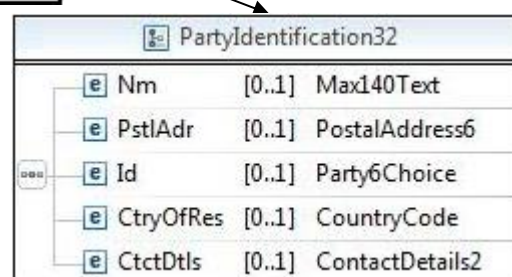 PartyIdentification32
e Nm [0..1] Max140Text
e PstlAdr [0..1] PostalAddress6
e Id [0..1] Party6Choice
e CtryOfRes [0..1] CountryCode
e CtctDtls [0..1] ContactDetails2